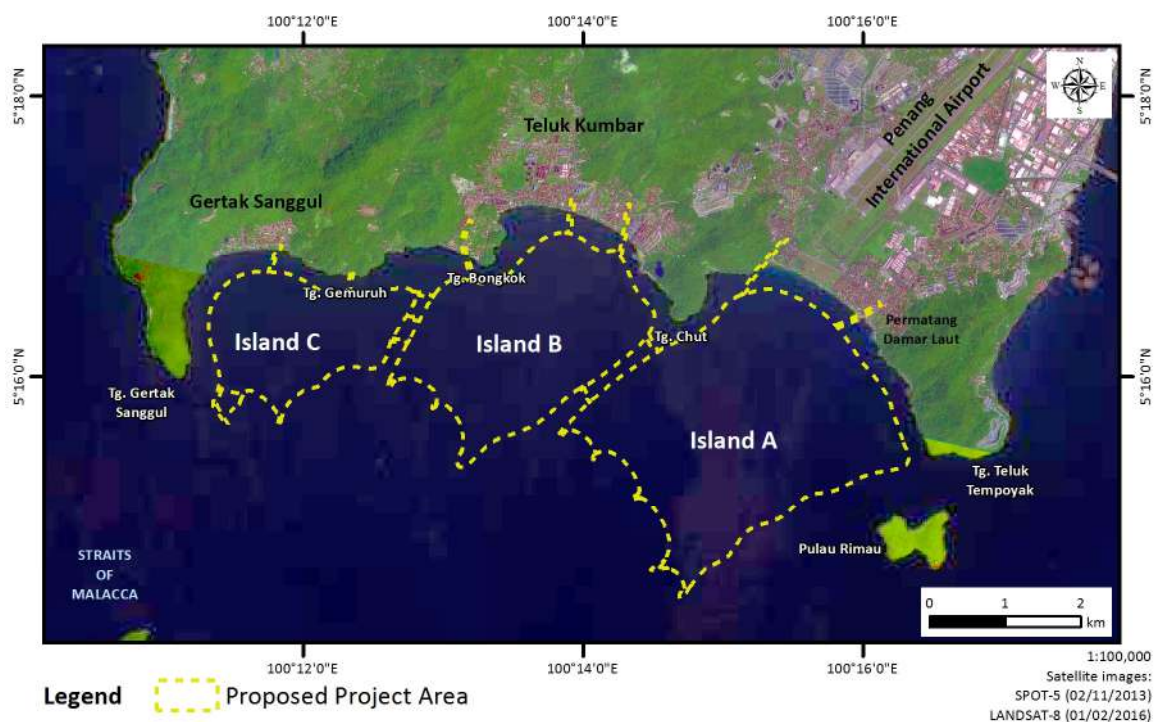 100°12'0"E
100°14'0"E
100°16'0"E
5°18'0"N
5°18'0"N
N
W
E
S
Penang
International Airport
Teluk Kumbar
Gertak Sanggul
Tg. Gemuruh
Tg. Bongkok
Tg. Chut
Permatang
Damar Laut
Island C
Island B
5°16'0"N
5°16'0"N
Tg. Gertak
Sanggul
Island A
Tg. Teluk
Tempoyak
Pulau Rimau
STRAITS
OF
MALACCA
0 1 2
km
100°12'0"E
100°14'0"E
100°16'0"E
1:100,000
Legend
Proposed Project Area
Satellite images:
SPOT-5 (02/11/2013)
LANDSAT-8 (01/02/2016)